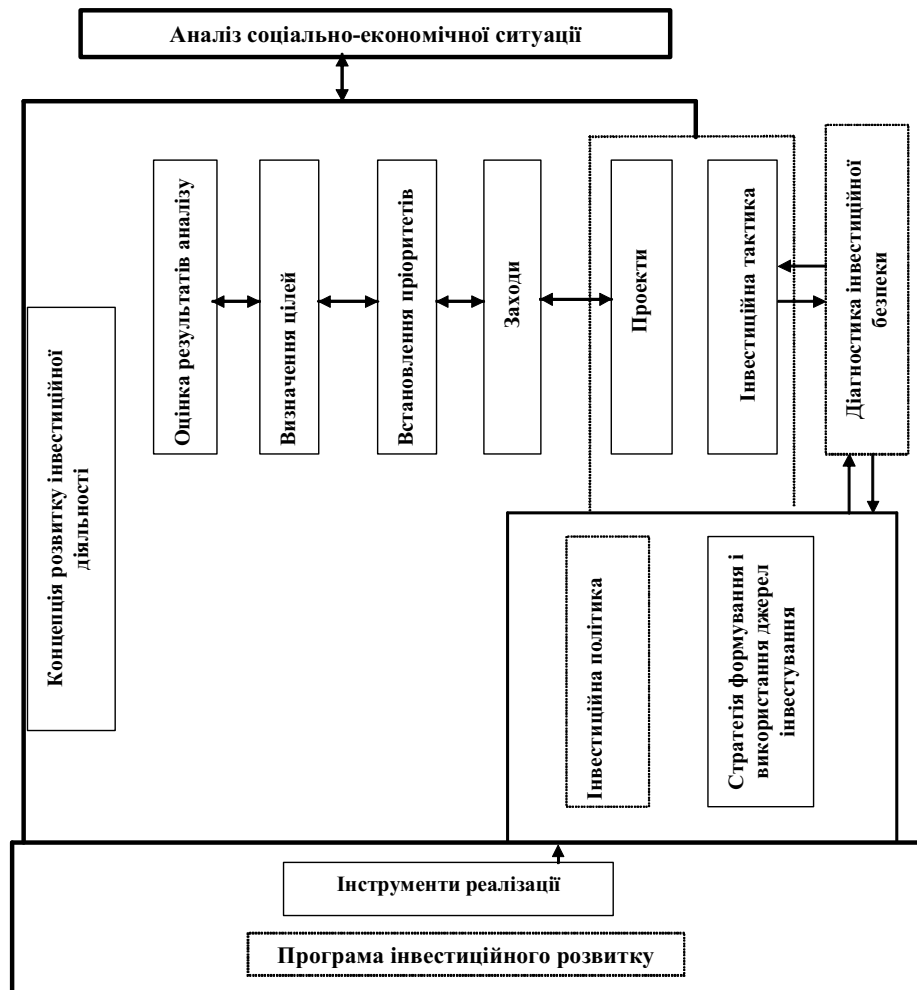 Аналіз соціально-економічної ситуації
Концепція розвитку інвестиційної
діяльності
Оцінка результатів аналізу
Визначення цілей
Встановлення пріоритетів
Заходи
Проекти
Інвестиційна тактика
Діагностика інвестиційної
безпеки
Інвестиційна політика
Стратегія формування і
використання джерел
інвестування
Інструменти реалізації
Програма інвестиційного розвитку